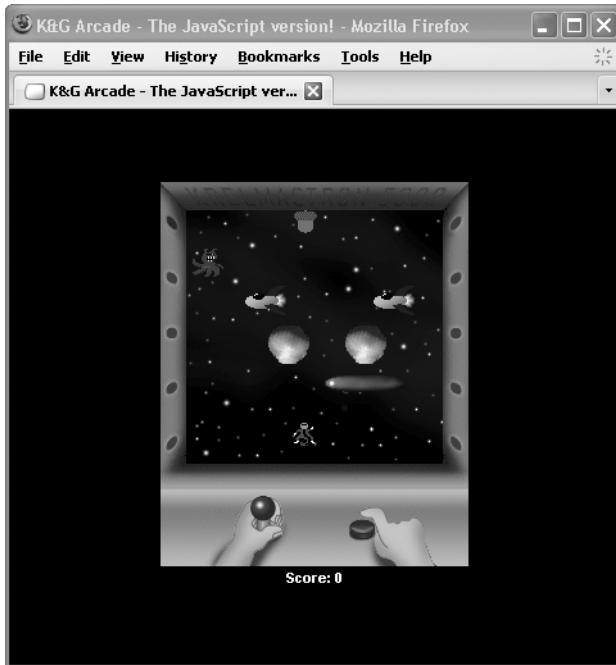 K&G Arcade - The JavaScript version! - Mozilla Firefox
File Edit View History Bookmarks Tools Help
K&G Arcade - The JavaScript ver...
Score: 0